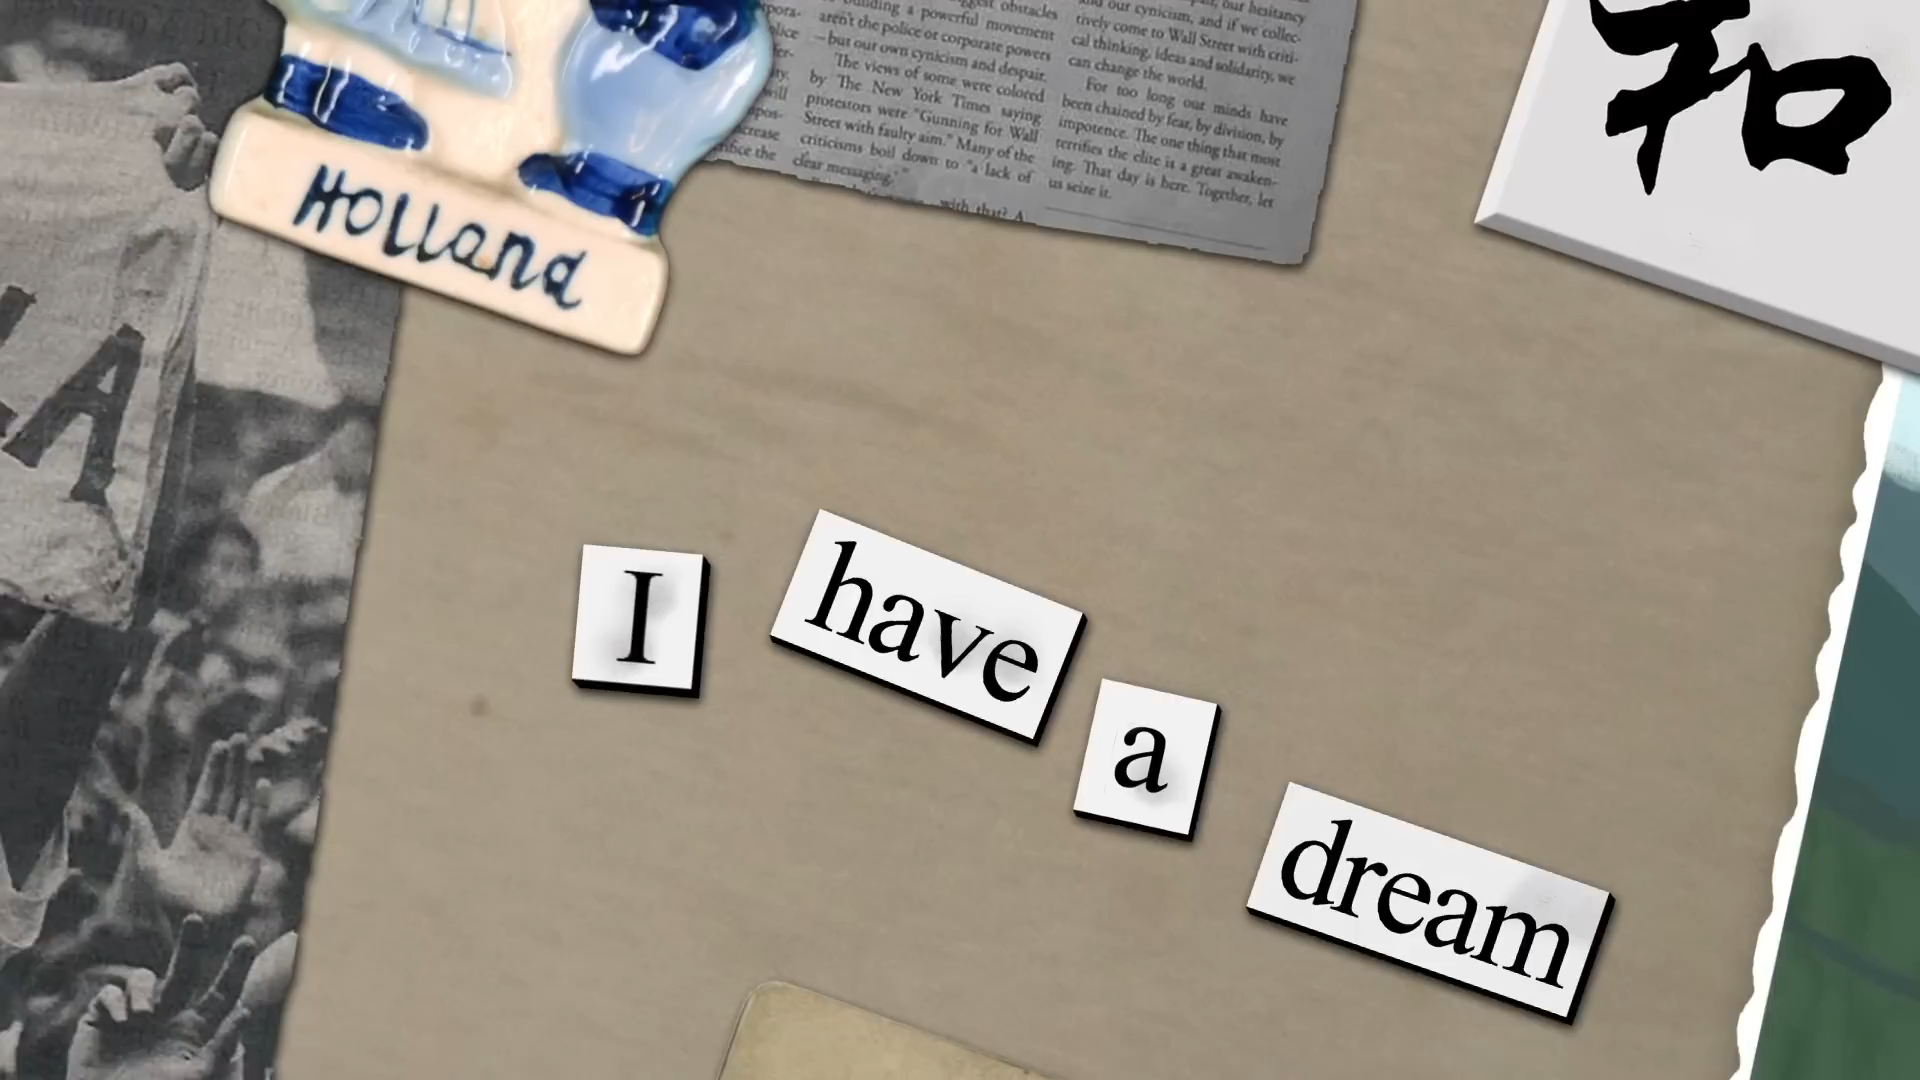 Holland
building a powerful movement
aren't the police or corporate powers
—but our own cynicism and despair.
The views of some were colored
by The New York Times saying
protestors were "Gunning for Wall
Street with faulty aim." Many of the
criticisms boil down to "a lack of
clear messaging."
with that? A
and our cynicism, and if we collec-
tively come to Wall Street with criti-
cal thinking, ideas and solidarity, we
can change the world.
For too long our minds have
been chained by fear, by division, by
impotence. The one thing that most
terrifies the elite is a great awaken-
ing. That day is here. Together, let
us seize it.
和
A
I have a dream